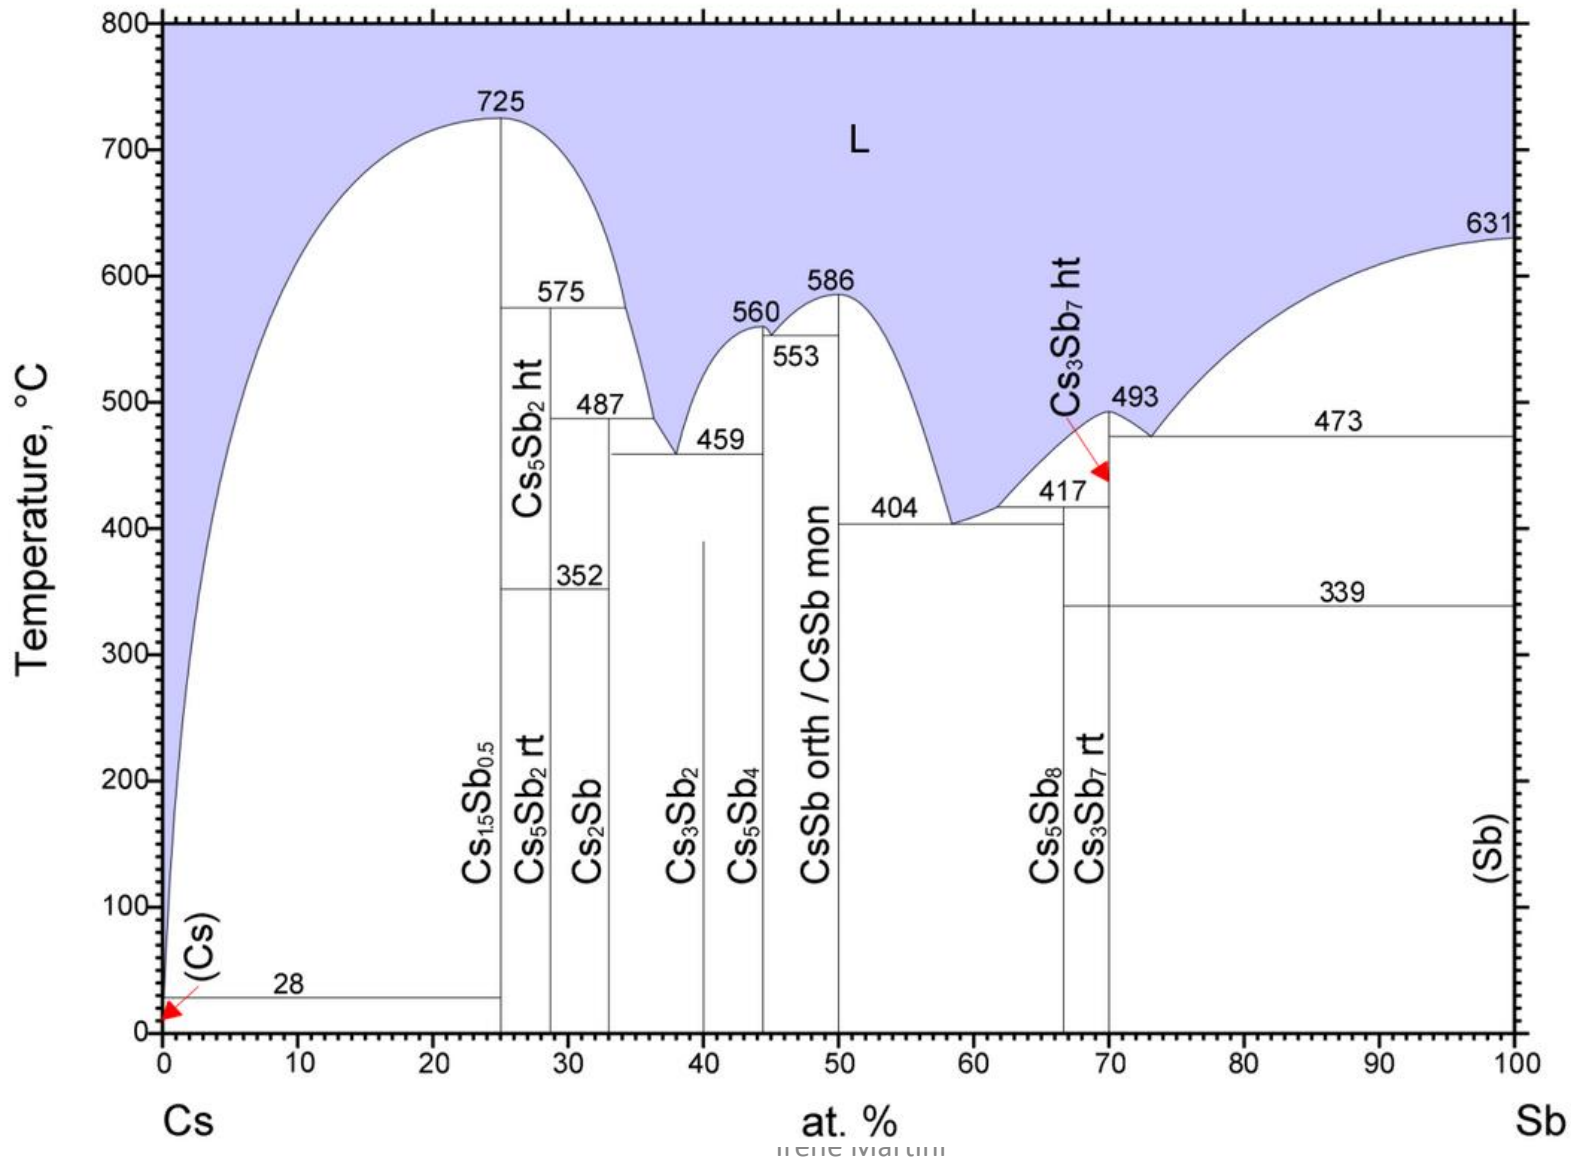 800
700
600
500
400
300
200
100
0
Temperature, °C
725
L
631
586
560
553
575
Cs₅Sb₂ ht
487
459
Cs₃Sb₇ ht
493
473
417
404
352
339
Cs₁.₅Sb₀.₅
Cs₅Sb₂ rt
Cs₂Sb
Cs₃Sb₂
Cs₅Sb₄
CsSb orth / CsSb mon
Cs₅Sb₈
Cs₃Sb₇ rt
(Sb)
(Cs)
28
0 10 20 30 40 50 60 70 80 90 100
Cs at. % Sb
Irene Martini